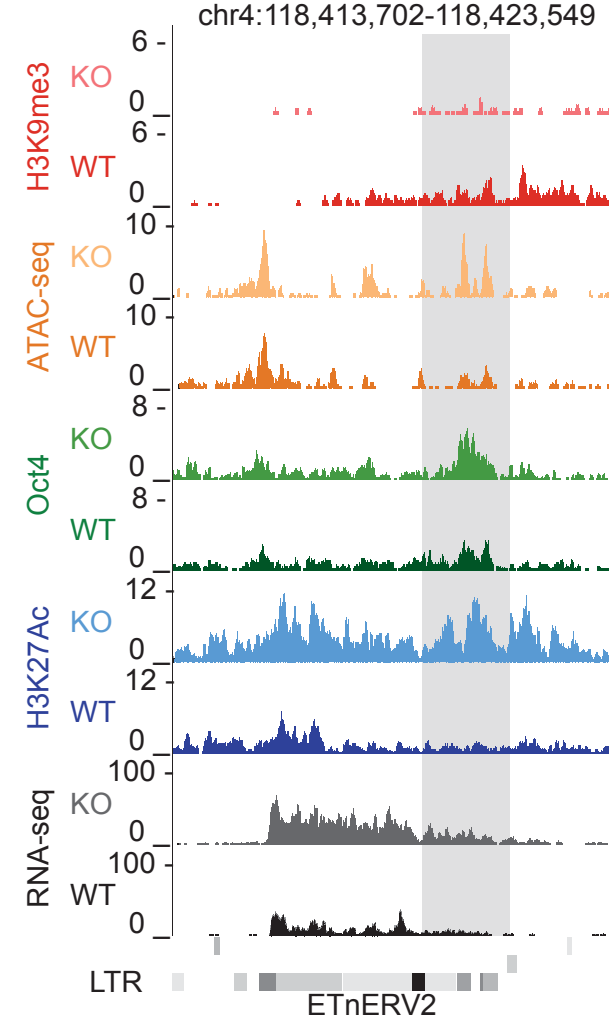 chr4:118,413,702-118,423,549
H3K9me3
KO
6 -
0
WT
6 -
0
ATAC-seq
KO
10 -
0
WT
10 -
0
Oct4
KO
8 -
0
WT
8 -
0
H3K27Ac
KO
12 -
0
WT
12 -
0
RNA-seq
KO
100 -
0
WT
100 -
0
LTR
ETnERV2